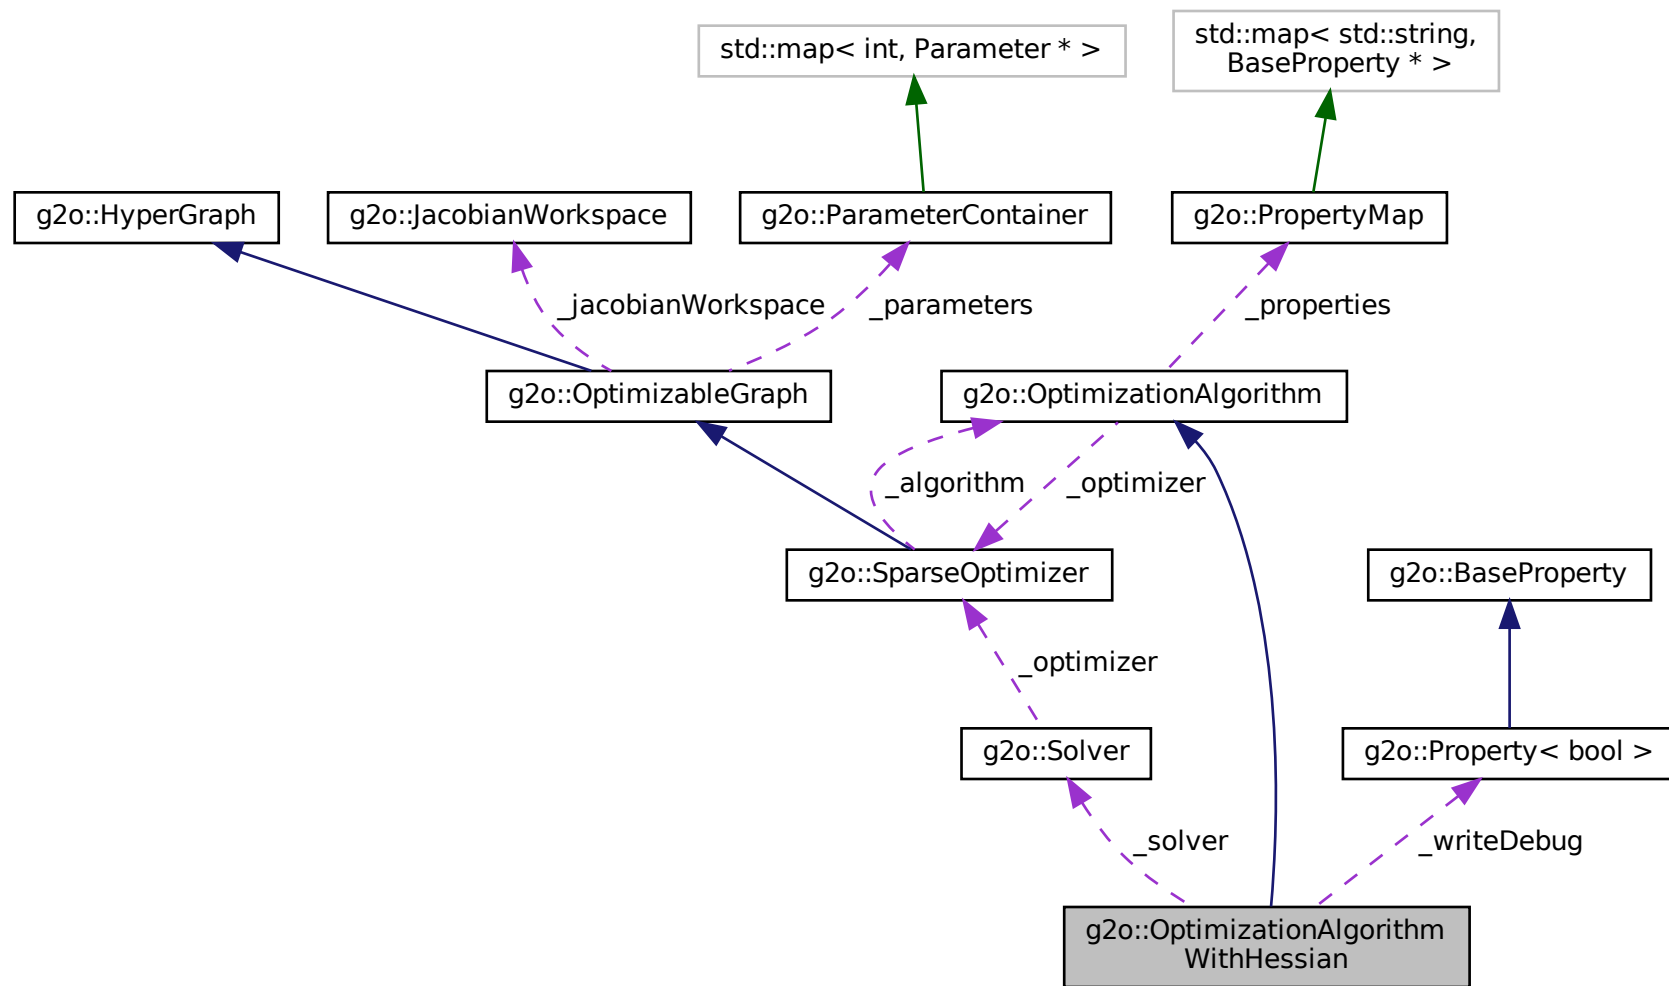 std::map< int, Parameter * >
std::map< std::string,
BaseProperty * >
g2o::HyperGraph
g2o::JacobianWorkspace
g2o::ParameterContainer
g2o::PropertyMap
_jacobianWorkspace
_parameters
_properties
g2o::OptimizableGraph
g2o::OptimizationAlgorithm
_algorithm
_optimizer
g2o::SparseOptimizer
g2o::BaseProperty
_optimizer
g2o::Solver
g2o::Property< bool >
_solver
_writeDebug
g2o::OptimizationAlgorithm
WithHessian